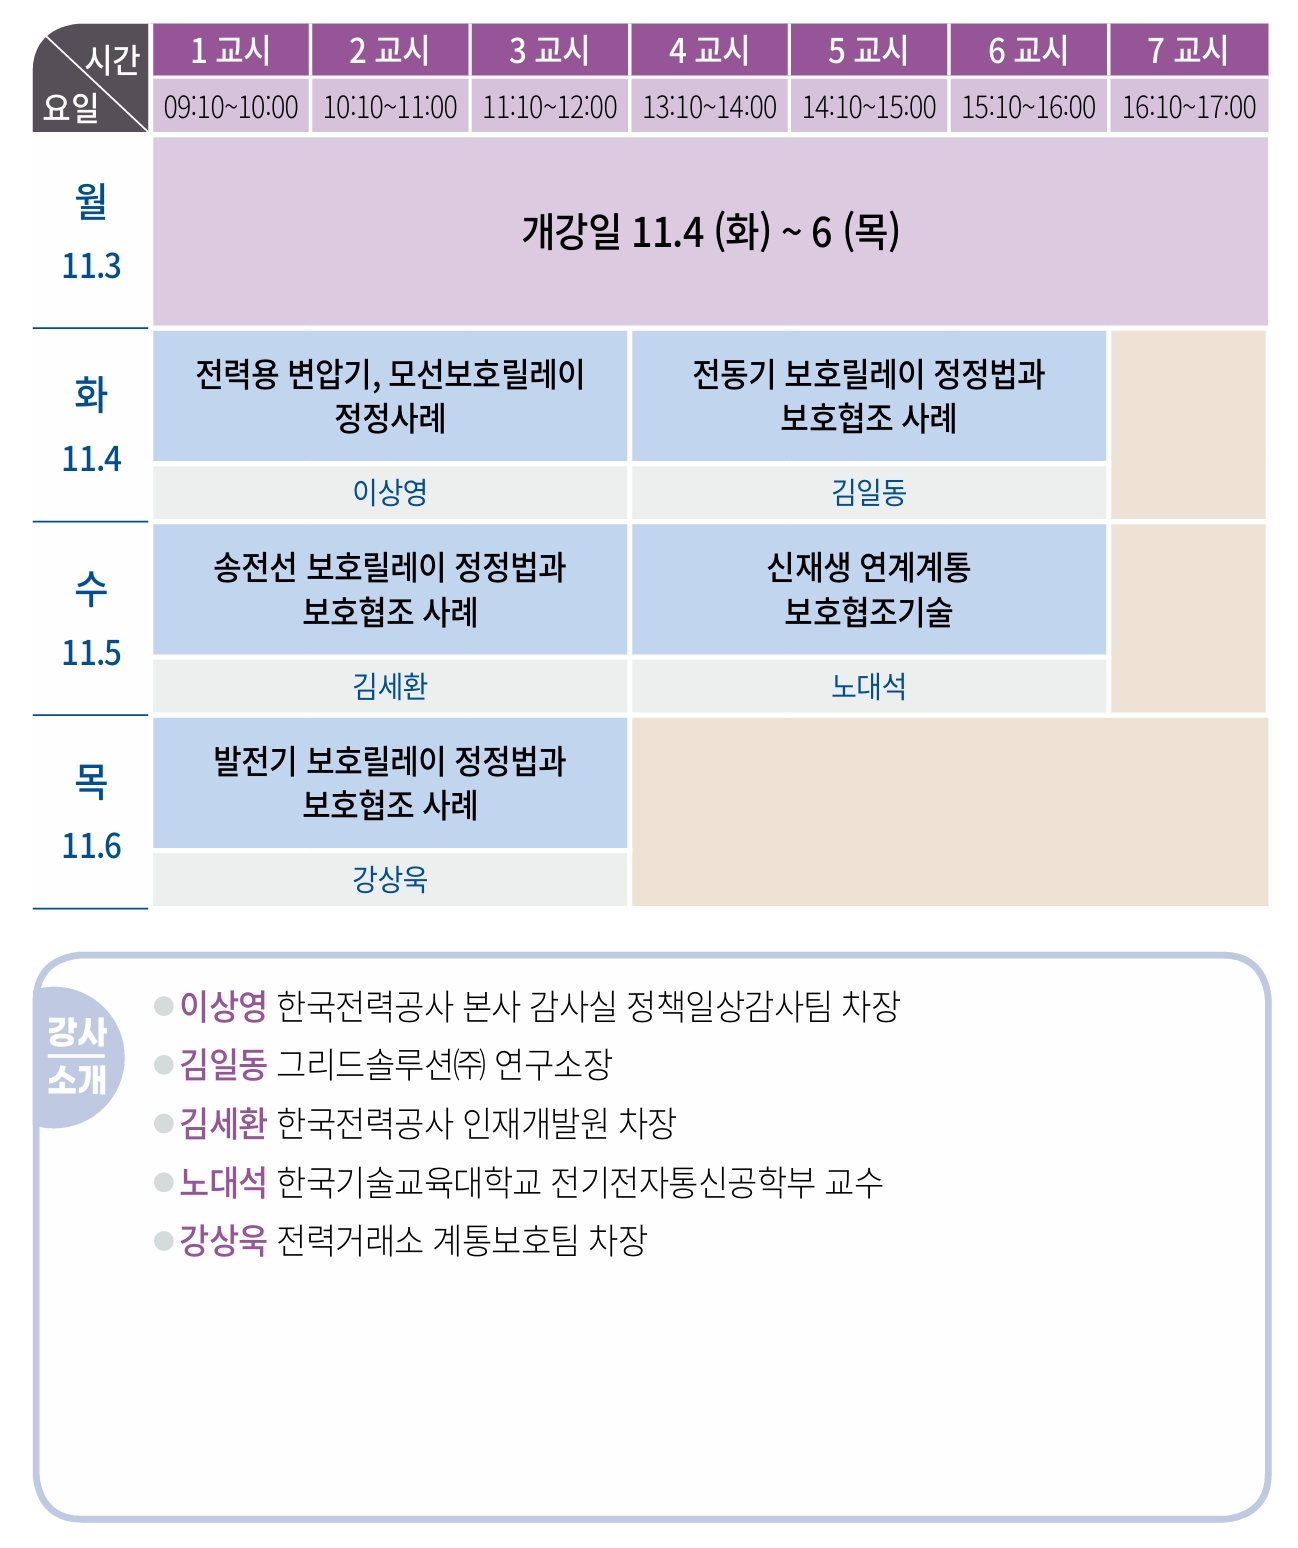 시간
요일
1 교시
2 교시
3 교시
4 교시
5 교시
6 교시
7 교시
09:10~10:00
10:10~11:00
11:10~12:00
13:10~14:00
14:10~15:00
15:10~16:00
16:10~17:00
월
11.3
개강일 11.4 (화) ~ 6 (목)
화
11.4
전력용 변압기, 모선보호릴레이
정정사례
이상영
전동기 보호릴레이 정정법과
보호협조 사례
김일동
수
11.5
송전선 보호릴레이 정정법과
보호협조 사례
김세환
신재생 연계계통
보호협조기술
노대석
목
11.6
발전기 보호릴레이 정정법과
보호협조 사례
강상욱
강사
소개
이상영 한국전력공사 본사 감사실 정책일상감사팀 차장
김일동 그리드솔루션㈜ 연구소장
김세환 한국전력공사 인재개발원 차장
노대석 한국기술교육대학교 전기전자통신공학부 교수
강상욱 전력거래소 계통보호팀 차장